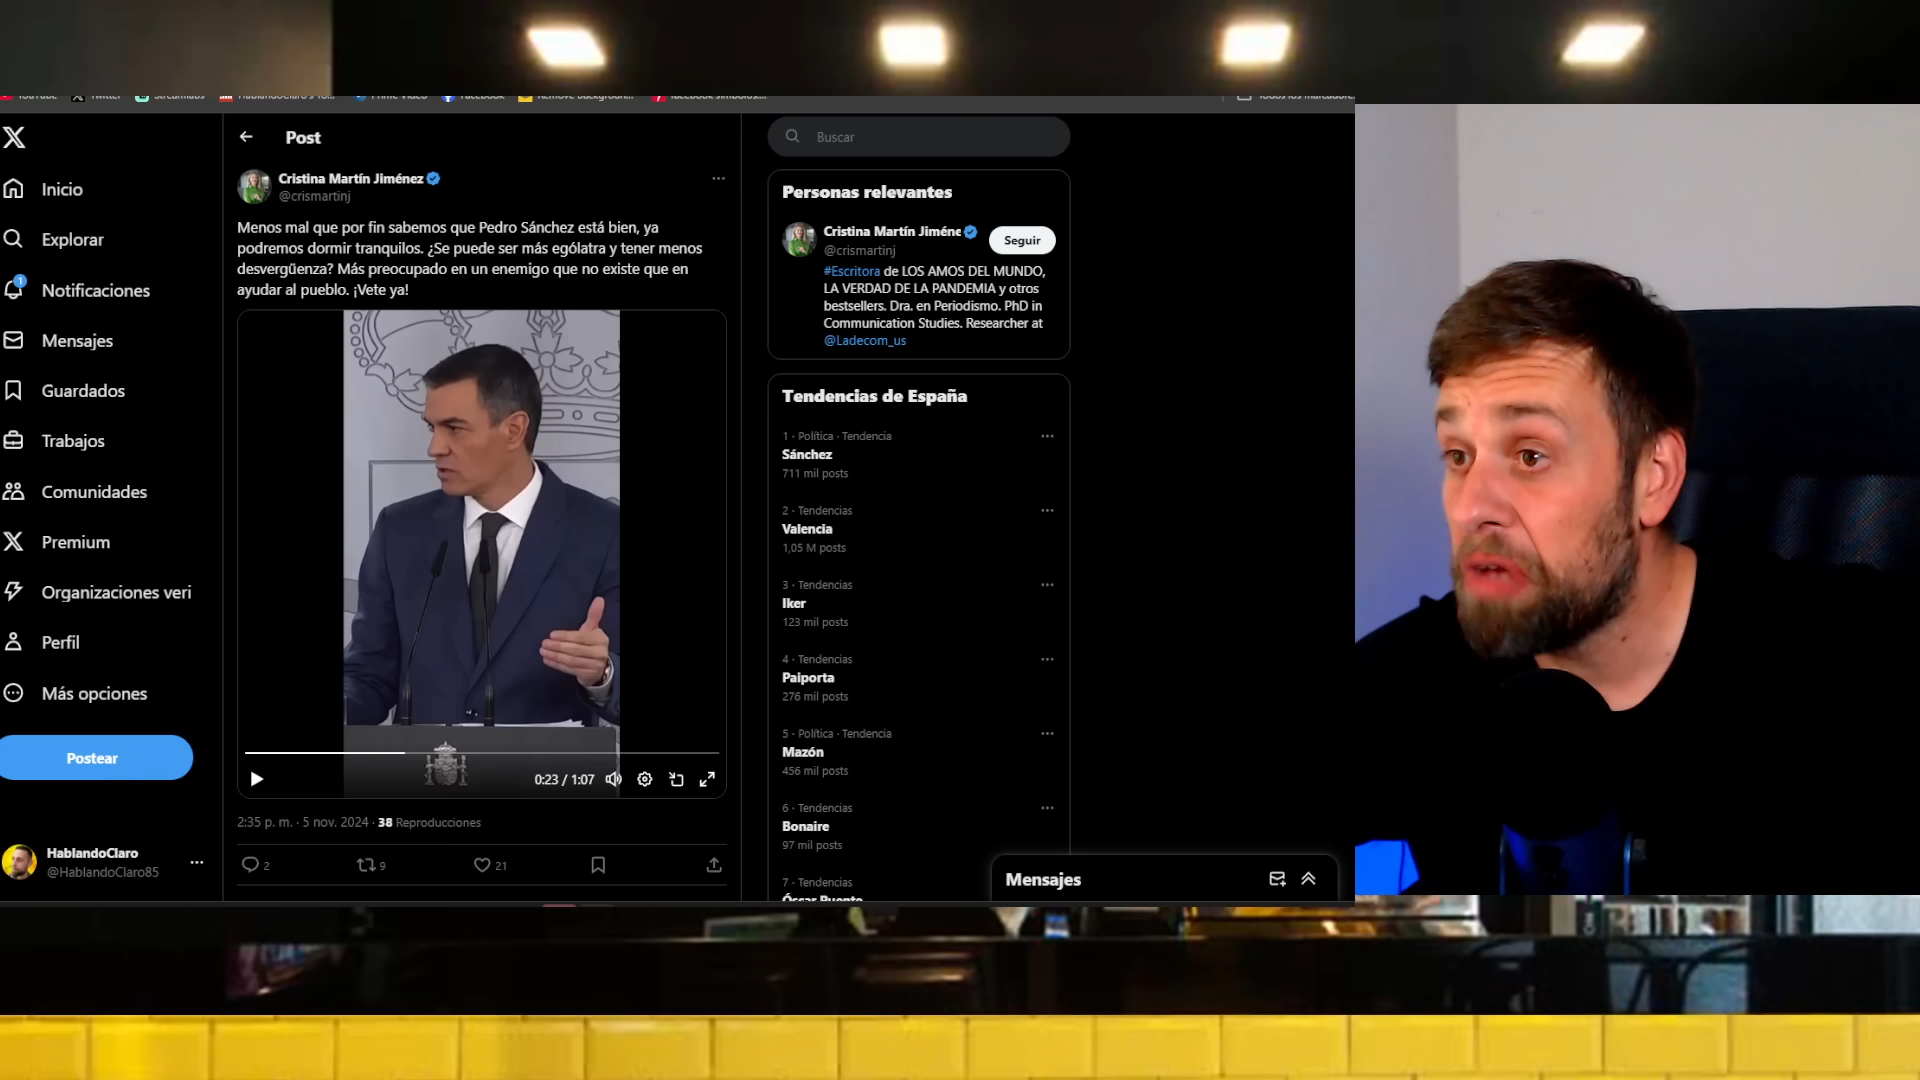 Post
Cristina Martín Jiménez
@crismartinj
Menos mal que por fin sabemos que Pedro Sánchez está bien, ya
podremos dormir tranquilos. ¿Se puede ser más ególatra y tener menos
desvergüenza? Más preocupado en un enemigo que no existe que en
ayudar al pueblo. ¡Vete ya!
0:23 / 1:07
2:35 p. m. · 5 nov. 2024 · 38 Reproducciones
2
9
21
Inicio
Explorar
1
Notificaciones
Mensajes
Guardados
Trabajos
Comunidades
Premium
Organizaciones veri
Perfil
Más opciones
Postear
HablandoClaro
@HablandoClaro85
Buscar
Personas relevantes
Cristina Martín Jiméne
@crismartinj
Seguir
#Escritora de LOS AMOS DEL MUNDO,
LA VERDAD DE LA PANDEMIA y otros
bestsellers. Dra. en Periodismo. PhD in
Communication Studies. Researcher at
@Ladecom_us
Tendencias de España
1 · Política · Tendencia
Sánchez
711 mil posts
2 · Tendencias
Valencia
1,05 M posts
3 · Tendencias
Iker
123 mil posts
4 · Tendencias
Paiporta
276 mil posts
5 · Política · Tendencia
Mazón
456 mil posts
6 · Tendencias
Bonaire
97 mil posts
7 · Tendencias
Óscar Puente
Mensajes